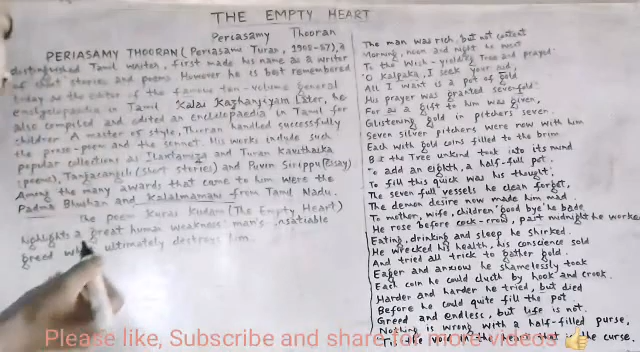 THE EMPTY HEART
Periasamy Thooran
PERIASAMY THOORAN (Periasami Turan, 1908-87), a
distinguished Tamil writer, first made his name as a writer
of short stories and poems. However he is best remembered
today as the editor of the famous ten-volume general
encyclopaedia in Tamil Kalai Kazhanjiyam Later, he
also compiled and edited an encyclopaedia in Tamil for
children. A master of style, Thooran handled successfully
the prose-poem and the sonnet. His works include such
popular collections as and Turan Kavithaika
(poems), (short stories) and (Essay)
Among the many awards that came to him were the
Padma Bhushan and Kalaimamani from Tamil Nadu.
The poem Kurai Kudam (The Empty Heart)
highlights a great human weakness: man's insatiable
greed ultimately destroys him.
The man was rich, but not content
Morning, noon and night he went
To the Wish-yielding Tree and prayed:
'O Kalpaka, I seek your aid,
All I want is a pot of gold
His prayer was granted sevenfold:
For as a gift to him was given,
Glistening gold in pitchers seven.
Seven silver pitchers were now with him
Each with gold coins filled to the brim
But the Tree unkind took into its mind
To add an eighth, a half-full pot.
To fill this quick was his thought,
The seven full vessels he clean forgot,
The demon desire now made him mad.
To mother, wife, children 'good bye' he bade
He rose before cock-crow, past midnight he worke
Eating, drinking and sleep he shirked.
He wrecked his health, his conscience sold
And tried all trick to gather gold.
Eager and anxious he shamelessly took
Each coin he could clutch by hook and crook.
Harder and harder he tried, but died
Before he could quite fill the pot.
Greed and endless, but life is not.
Nothing is wrong with a half-filled purse,
void in the heart that is the curse.
Please like, Subscribe and share for more videos 👍